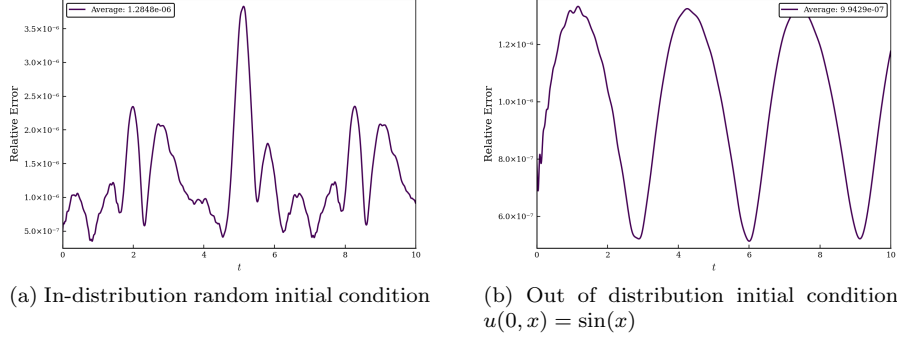 Average: 1.2848e-06
Relative Error
3.5×10⁻⁶
3.0×10⁻⁶
2.5×10⁻⁶
2.0×10⁻⁶
1.5×10⁻⁶
1.0×10⁻⁶
5.0×10⁻⁷
0 2 4 6 8 10
t
(a) In-distribution random initial condition
Average: 9.9429e-07
Relative Error
1.2×10⁻⁶
1.0×10⁻⁶
8.0×10⁻⁷
6.0×10⁻⁷
0 2 4 6 8 10
t
(b) Out of distribution initial condition
u(0, x) = sin(x)